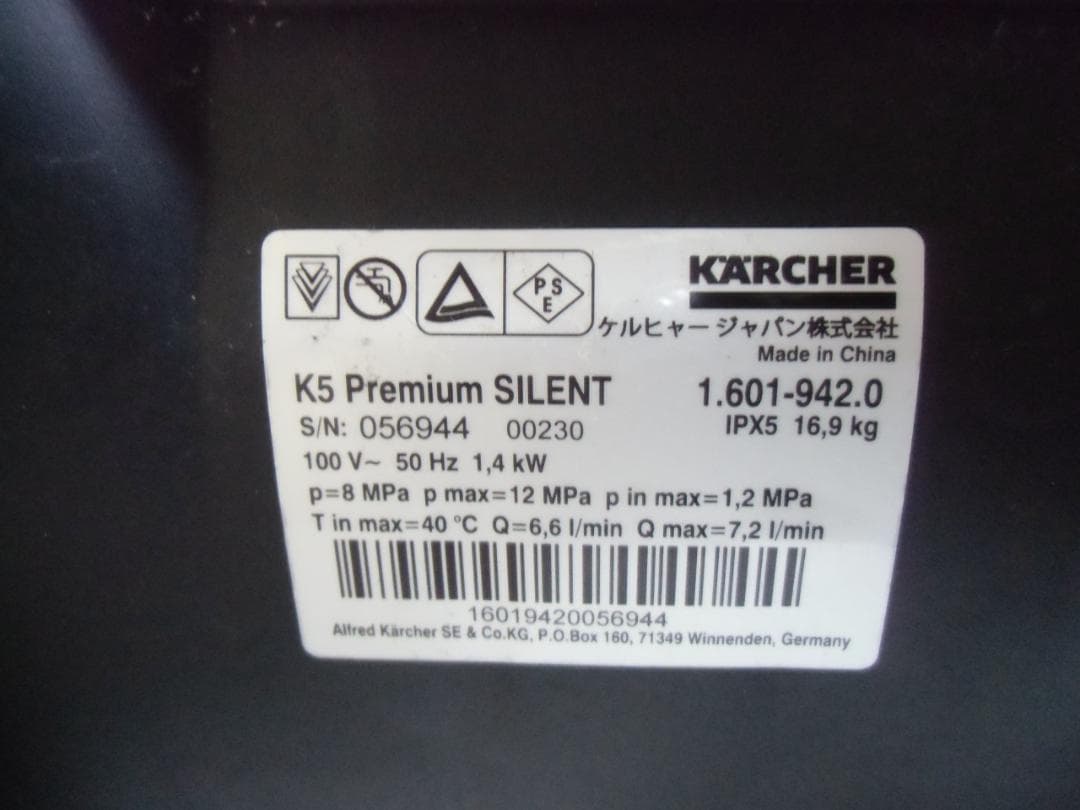 PSE
KÄRCHER
ケルヒャー ジャパン株式会社
Made in China
K5 Premium SILENT 1.601-942.0
S/N: 056944 00230 IPX5 16,9 kg
100 V~ 50 Hz 1,4 kW
p=8 MPa p max=12 MPa p in max=1,2 MPa
T in max=40 °C Q=6,6 l/min Q max=7,2 l/min
16019420056944
Alfred Kärcher SE & Co.KG, P.O.Box 160, 71349 Winnenden, Germany